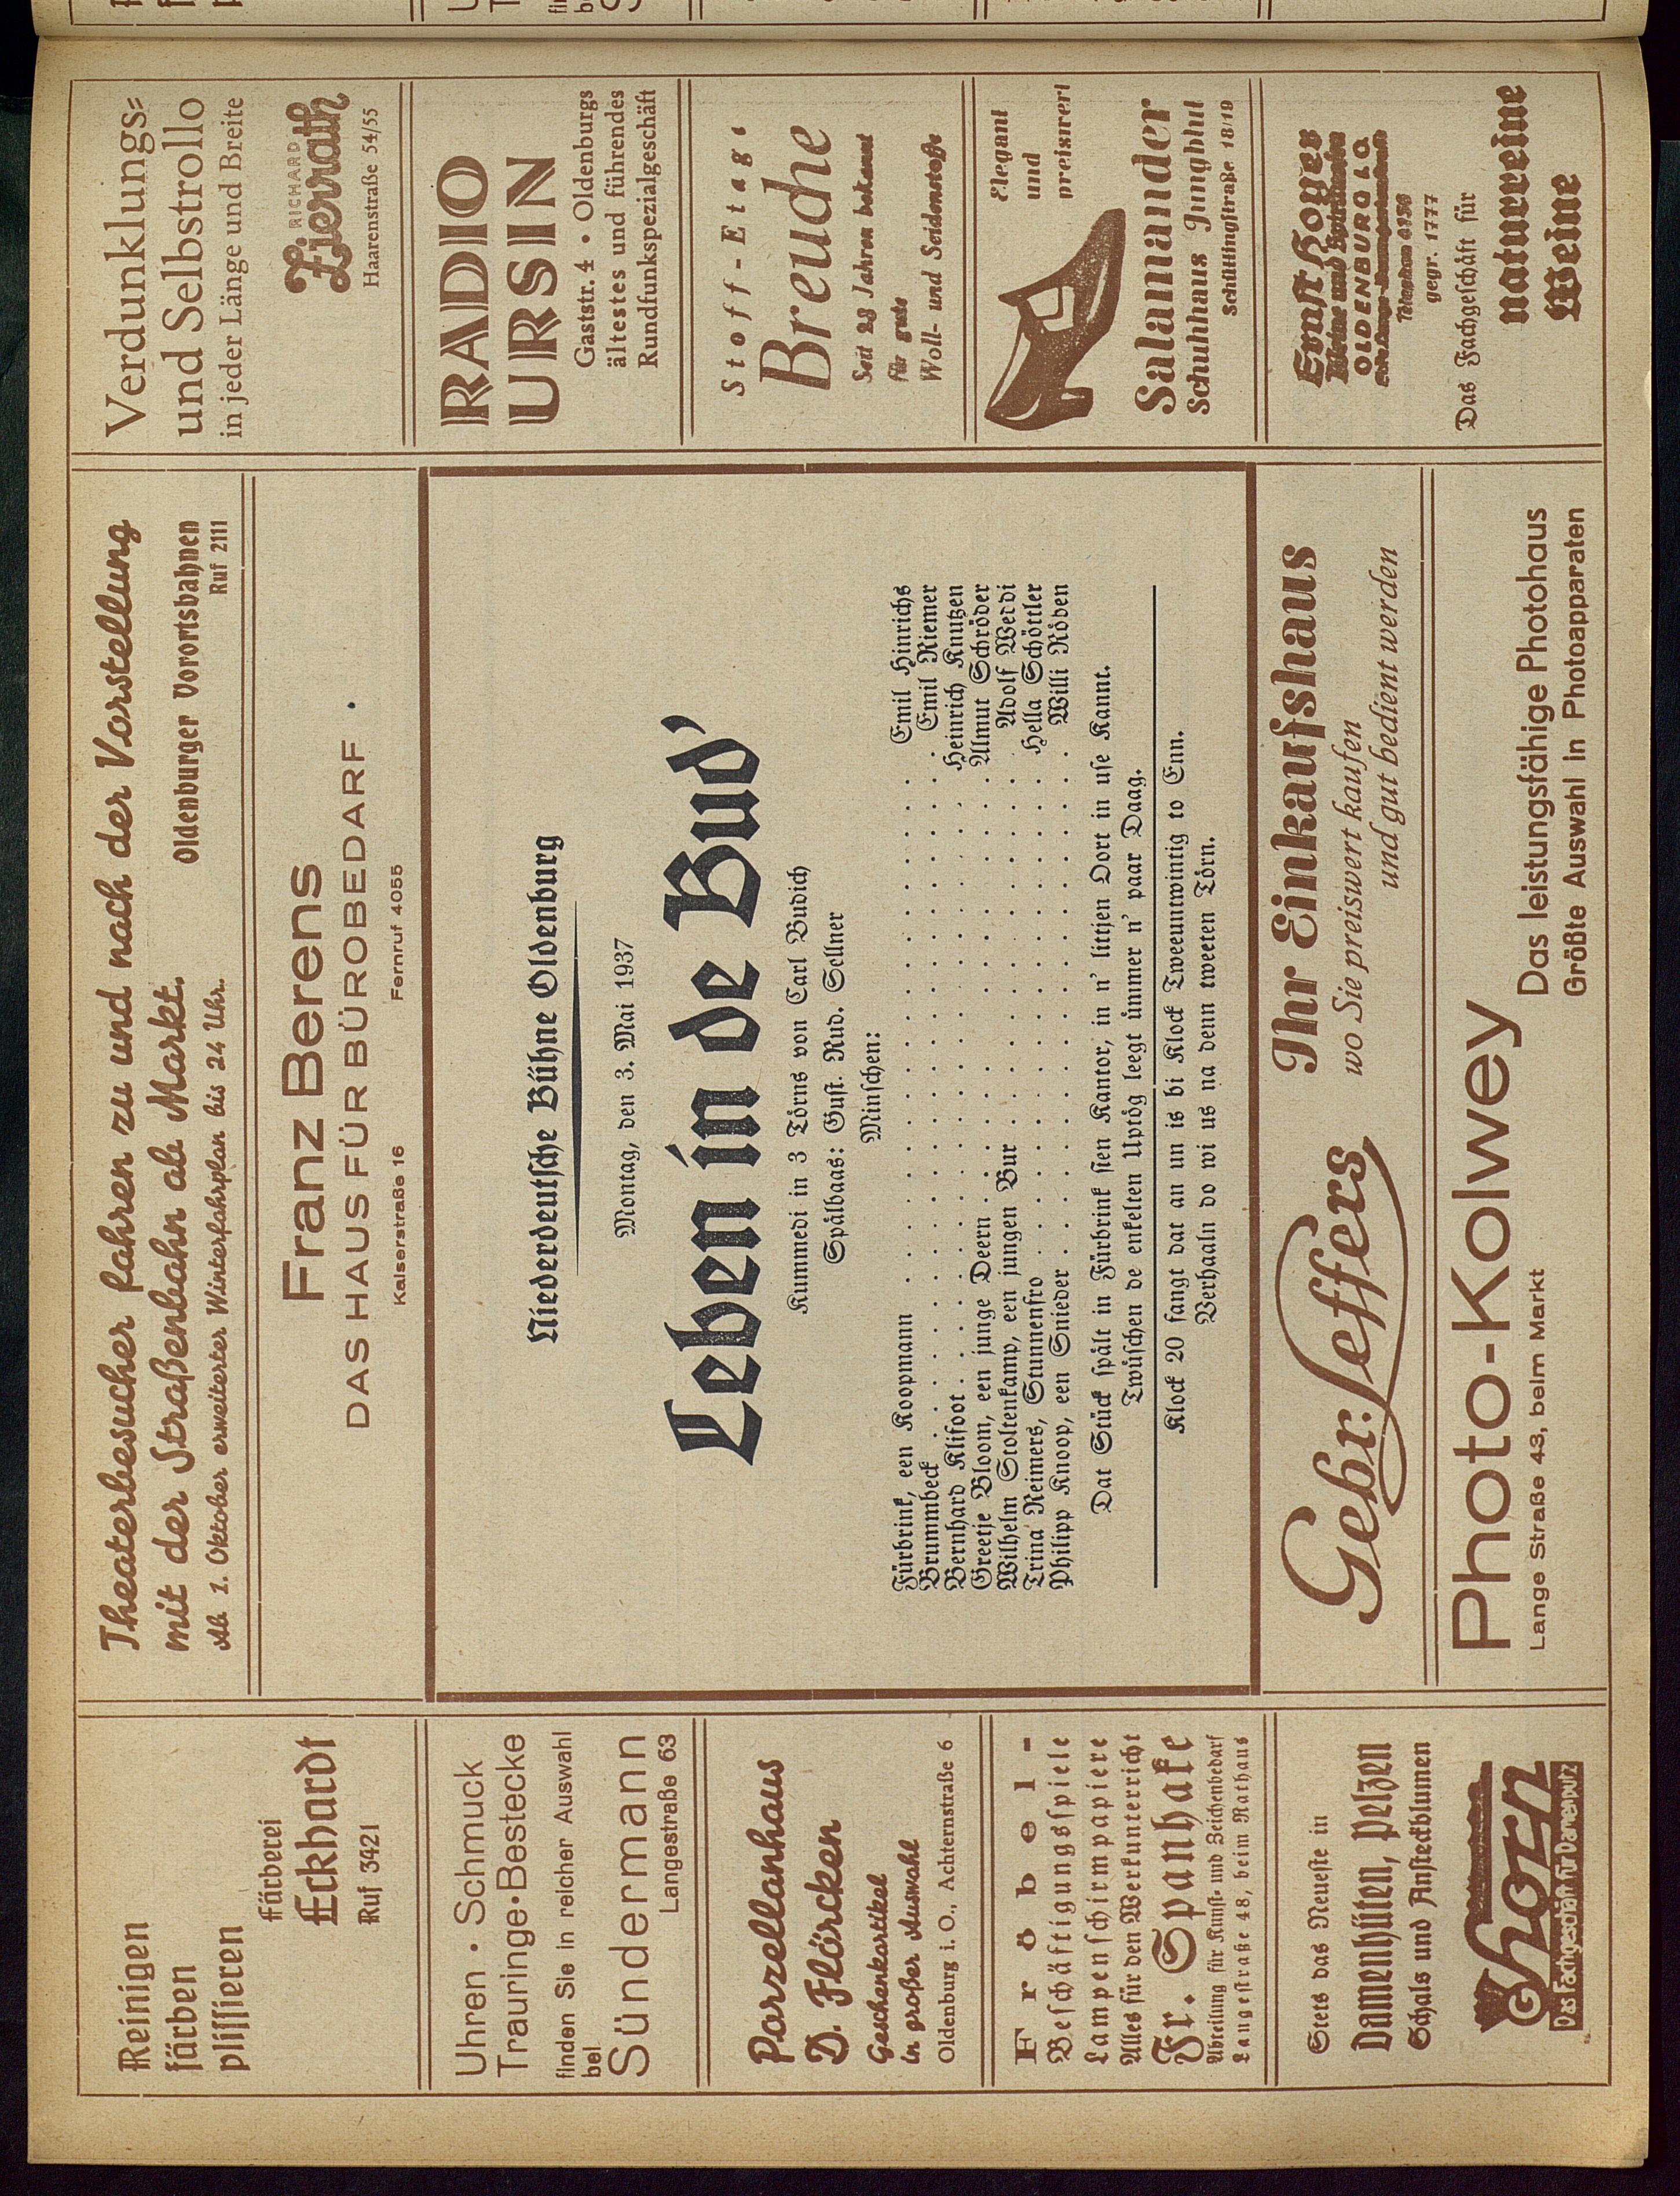 Reinigen
färben
plissieren
Färberei
Eckhardt
Ruf 3421
Theaterbesucher fahren zu und nach der Vorstellung
mit der Straßenbahn ab Markt.
Oldenburger Vorortsbahnen
Ab 1. Oktober erweiterter Winterfahrplan bis 24 Uhr.
Ruf 2111
Verdunklungs=
und Selbstrollo
in jeder Länge und Breite
RICHARD
Zierrath
Haarenstraße 54/55
Franz Berens
DAS HAUS FÜR BÜROBEDARF
Kaiserstraße 16
Fernruf 4055
Uhren · Schmuck
Trauringe · Bestecke
finden Sie in reicher Auswahl
bei
Sündermann
Langestraße 63
Porzellanhaus
D. Flörcken
Geschenkartikel
in großer Auswahl
Oldenburg i. O., Achternstraße 6
Fröbel-
Beschäftigungsspiele
Lampenschirmpapiere
Alles für den Werkunterricht
Fr. Spanhake
Abteilung für Kunst- und Zeichenbedarf
Langestraße 48, beim Rathaus
Stets das Neueste in
Damenhüten, Pelzen
Schals und Ansteckblumen
Ghorn
Das Fachgeschäft für Damenputz
Niederdeutsche Bühne Oldenburg
Montag, den 3. Mai 1937
Leben in de Bud'
Kummedi in 3 Törns von Carl Budich
Spälbaas: Gust. Rud. Sellner
Minschen:
Fürbrink, een Koopmann . . . Emil Hinrichs
Brummbeck . . . Emil Riemer
Bernhard Klifoot . . . Heinrich Knutzen
Greetje Bloom, een junge Deern . . . Almut Schröder
Wilhelm Stoltenkamp, een jungen Bur . . . Adolf Werdi
Trina Reimers, Stunnenfro . . . Hella Schöttler
Philipp Knoop, een Snieder . . . Willi Röben
Dat Stück spält in Fürbrink sien Kantor, in n' littjen Oort in use Kannt.
Twüschen de enkelten Uptög leegt ümmer n' paar Daag.
Klock 20 fangt dat an un is bi Klock Tweeuntwintig to Enn.
Verhaaln do wi us na denn tweeten Törn.
RADIO
URSIN
Gaststr. 4 · Oldenburgs
ältestes und führendes
Rundfunkspezialgeschäft
Stoff-Etage
Breuche
Seit 28 Jahren bekannt
für gute
Woll- und Seidenstoffe
Elegant
und
preiswert
Salamander
Schuhhaus Junghlut
Schüttingstraße 18/19
Ernst Hoyer
OLDENBURG I.O.
Telephon 4950
gegr. 1777
Das Fachgeschäft für
naturreine
Weine
Gebr. Leffers
Ihr Einkaufshaus
wo Sie preiswert kaufen
und gut bedient werden
Photo-Kolwey
Lange Straße 43, beim Markt
Das leistungsfähige Photohaus
Größte Auswahl in Photoapparaten